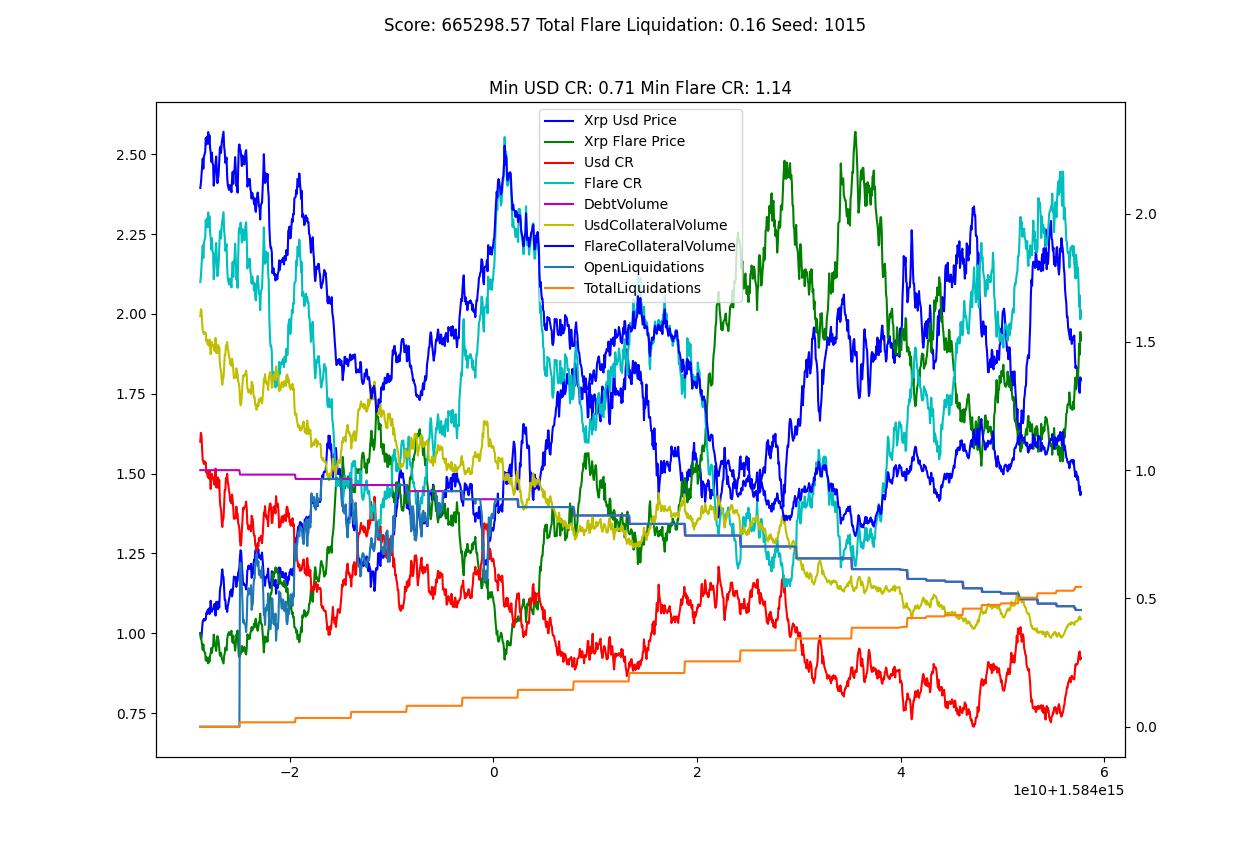 Score: 665298.57 Total Flare Liquidation: 0.16 Seed: 1015
Min USD CR: 0.71 Min Flare CR: 1.14
Xrp Usd Price
Xrp Flare Price
Usd CR
Flare CR
DebtVolume
UsdCollateralVolume
FlareCollateralVolume
OpenLiquidations
TotalLiquidations
2.50
2.25
2.00
1.75
1.50
1.25
1.00
0.75
2.0
1.5
1.0
0.5
0.0
−2 0 2 4 6
1e10+1.584e15